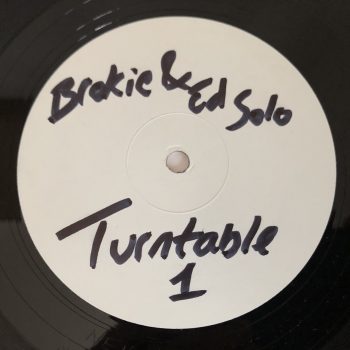 Brokie & Ed Solo
Turntable
1